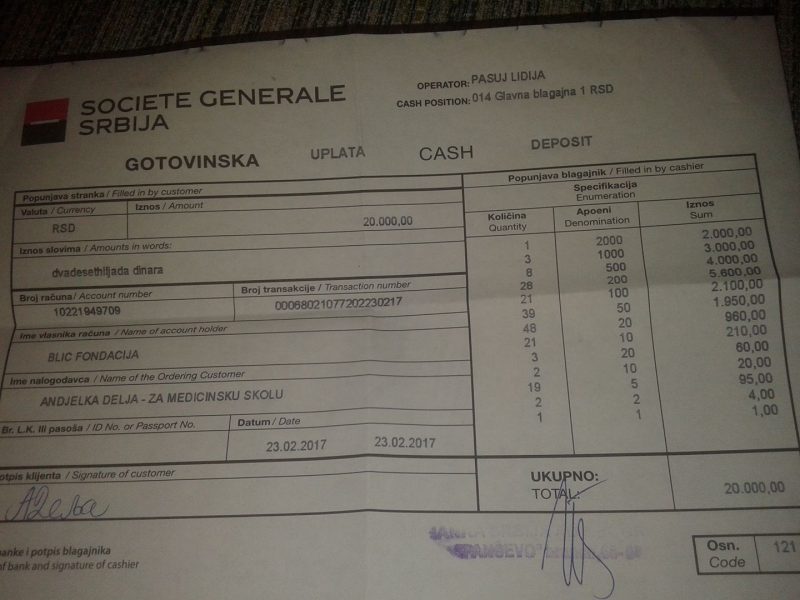 SOCIETE GENERALE
SRBIJA
OPERATOR: PASUJ LIDIJA
CASH POSITION: 014 Glavna blagajna 1 RSD
GOTOVINSKA UPLATA CASH DEPOSIT
Popunjava stranka / Filled in by customer
Valuta / Currency Iznos / Amount
RSD 20.000,00
Iznos slovima / Amounts in words:
dvadesethiljada dinara
Broj računa / Account number Broj transakcije / Transaction number
10221949709 00068021077202230217
Ime vlasnika računa / Name of account holder
BLIC FONDACIJA
Ime nalogodavca / Name of the Ordering Customer
ANDJELKA DELJA - ZA MEDICINSKU SKOLU
Br. L.K. Ili pasoša / ID No. or Passport No. Datum / Date
23.02.2017 23.02.2017
otpis klijenta / Signature of customer
Popunjava blagajnik / Filled in by cashier
Specifikacija
Enumeration
Količina Apoeni Iznos
Quantity Denomination Sum
1 2000 2.000,00
3 1000 3.000,00
8 500 4.000,00
28 200 5.600,00
21 100 2.100,00
39 50 1.950,00
48 20 960,00
21 10 210,00
3 20 60,00
2 10 20,00
19 5 95,00
2 2 4,00
1 1 1,00
UKUPNO:
TOTAL: 20.000,00
banke i potpis blagajnika
of bank and signature of cashier
Osn. 121
Code